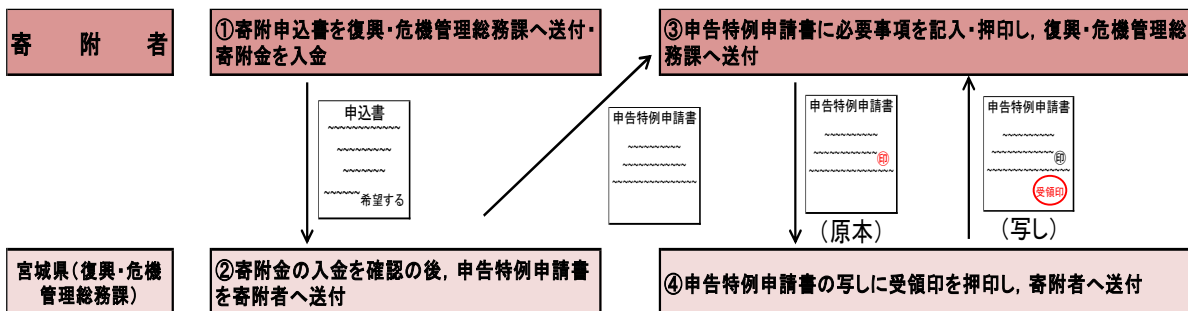 寄　附　者
①寄附申込書を復興・危機管理総務課へ送付・
寄附金を入金
③申告特例申請書に必要事項を記入・押印し，復興・危機管理総
務課へ送付
申込書
~~~~~~~~~~~~
~~~~~~~~~
~~~~~~~
~~~~~~希望する
申告特例申請書
~~~~~~~~~~
~~~~~~~~~~~~
~~~~~~~~~~~~~~~~
申告特例申請書
~~~~~~~~~~
~~~~~~~~~~~~㊞
~~~~~~~~~~~~~~~~
（原本）
申告特例申請書
~~~~~~~~~~
~~~~~~~~~~~~㊞
~~~~~~~~~~~~~~~~
受領印
（写し）
宮城県（復興・危機
管理総務課）
②寄附金の入金を確認の後，申告特例申請書
を寄附者へ送付
④申告特例申請書の写しに受領印を押印し，寄附者へ送付